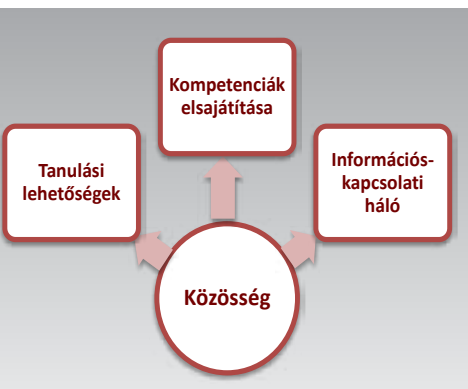 Kompetenciák
elsajátítása
Tanulási
lehetőségek
Információs-
kapcsolati
háló
Közösség